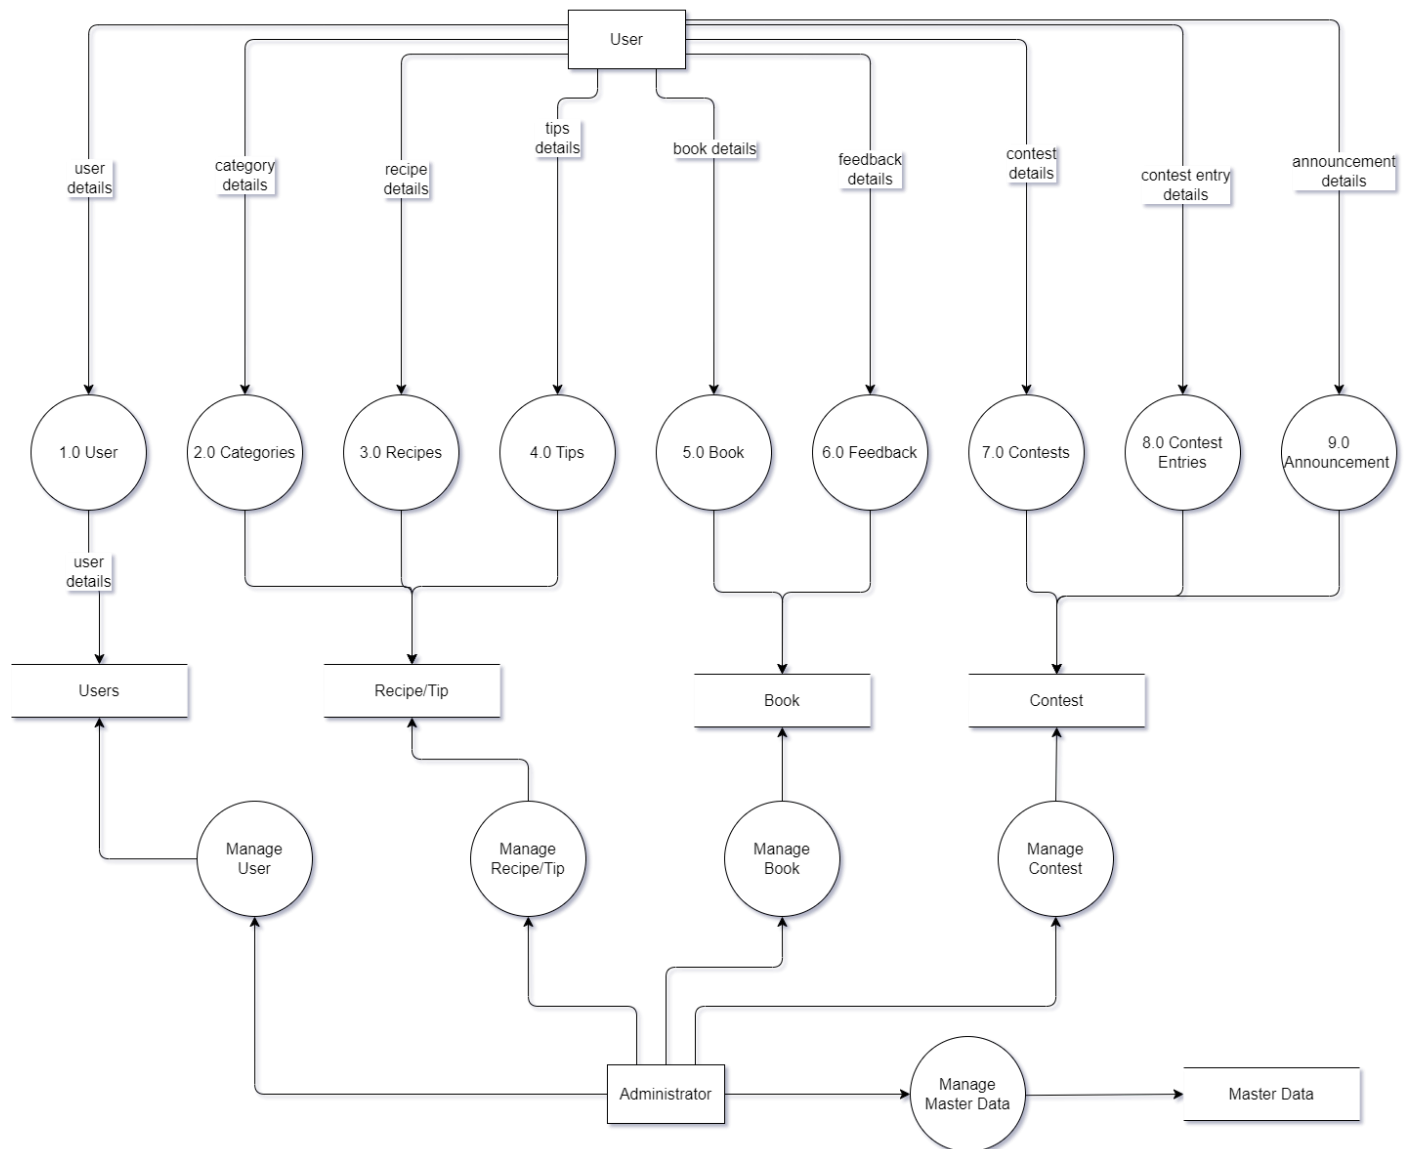 User
user
details
category
details
recipe
details
tips
details
book details
feedback
details
contest
details
contest entry
details
announcement
details
1.0 User
2.0 Categories
3.0 Recipes
4.0 Tips
5.0 Book
6.0 Feedback
7.0 Contests
8.0 Contest
Entries
9.0
Announcement
user
details
Users
Recipe/Tip
Book
Contest
Manage
User
Manage
Recipe/Tip
Manage
Book
Manage
Contest
Administrator
Manage
Master Data
Master Data